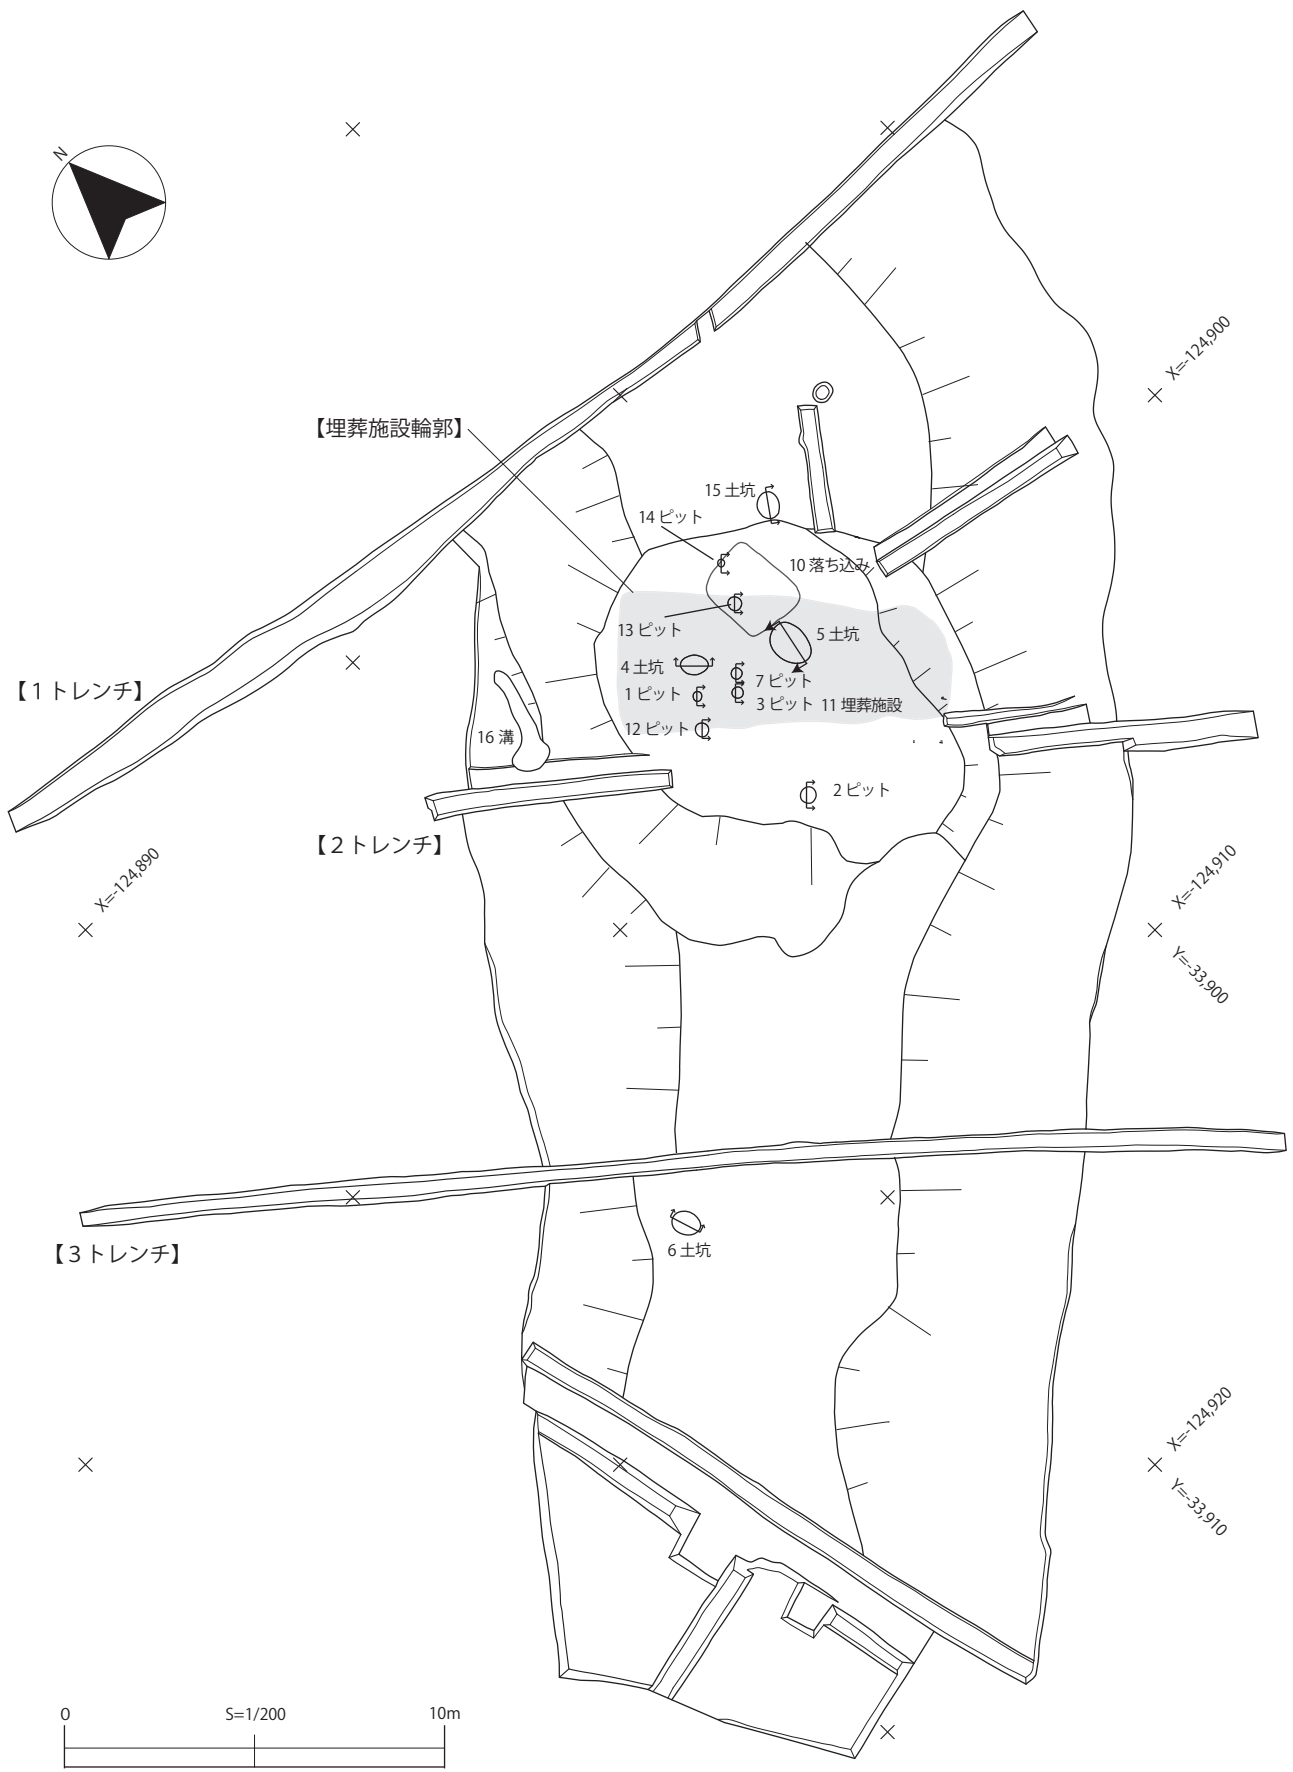 N
X=-124,900
【埋葬施設輪郭】
15 土坑
14 ピット
10 落ち込み
13 ピット
5 土坑
4 土坑
7 ピット
1 ピット
3 ピット
11 埋葬施設
12 ピット
【1トレンチ】
16 溝
2 ピット
【2トレンチ】
X=-124,890
X=-124,910
Y=-33,900
6 土坑
【3トレンチ】
X=-124,920
Y=-33,910
0 S=1/200 10m